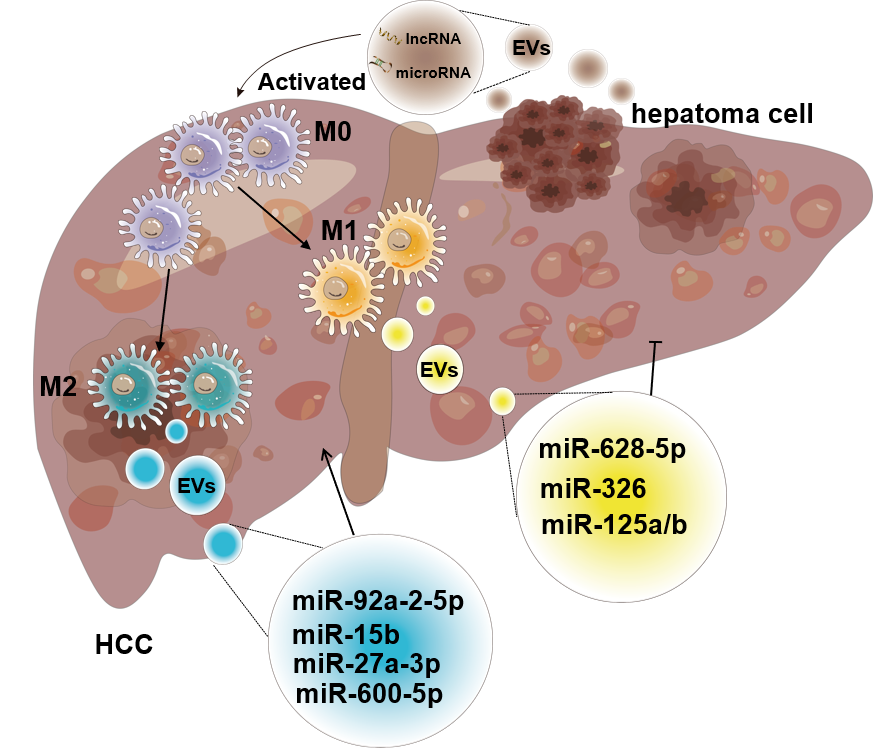 lncRNA
microRNA
EVs
Activated
hepatoma cell
M0
M1
M2
EVs
EVs
miR-628-5p
miR-326
miR-125a/b
miR-92a-2-5p
miR-15b
miR-27a-3p
miR-600-5p
HCC